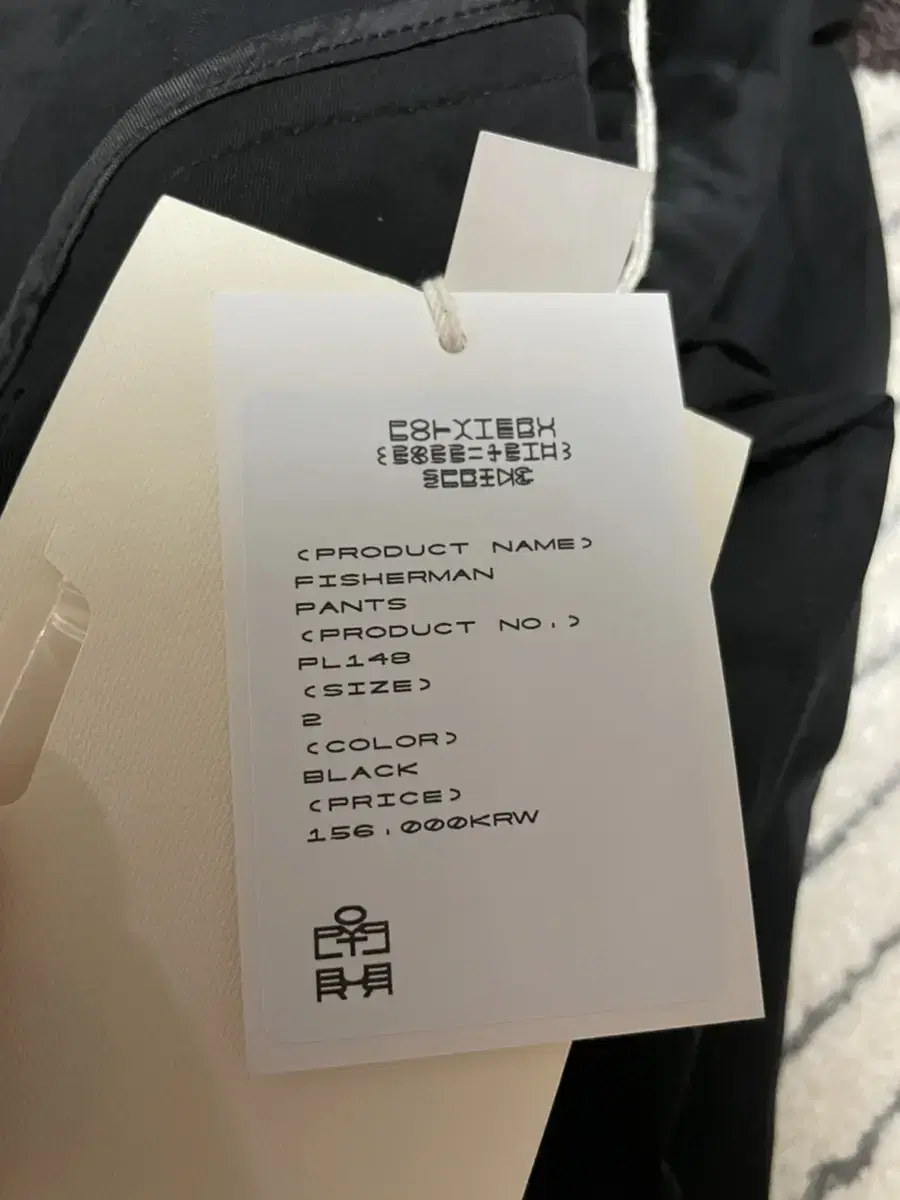 <PRODUCT NAME>
FISHERMAN
PANTS
<PRODUCT NO.>
PL148
<SIZE>
2
<COLOR>
BLACK
<PRICE>
156.000KRW